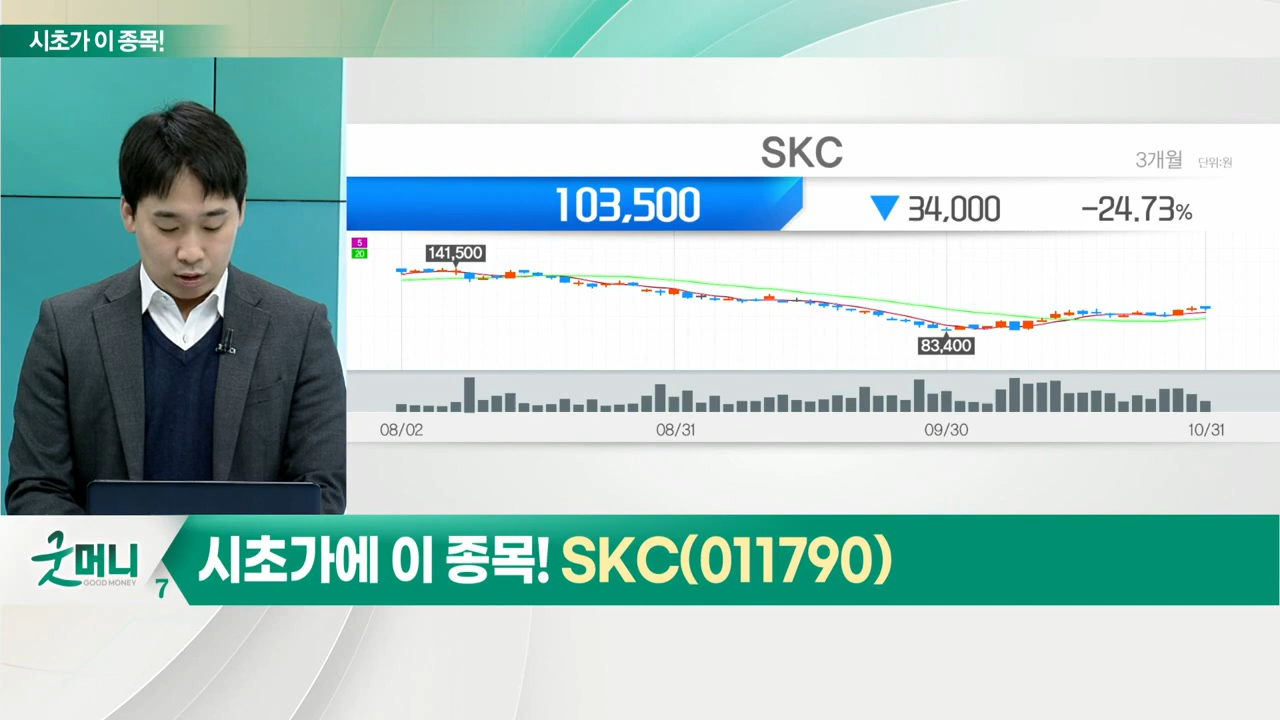 시초가 이 종목!
SKC
3개월 단위:원
103,500 ▼ 34,000 -24.73%
5
20
141,500
83,400
08/02 08/31 09/30 10/31
굿머니
GOOD MONEY
7
시초가에 이 종목! SKC(011790)